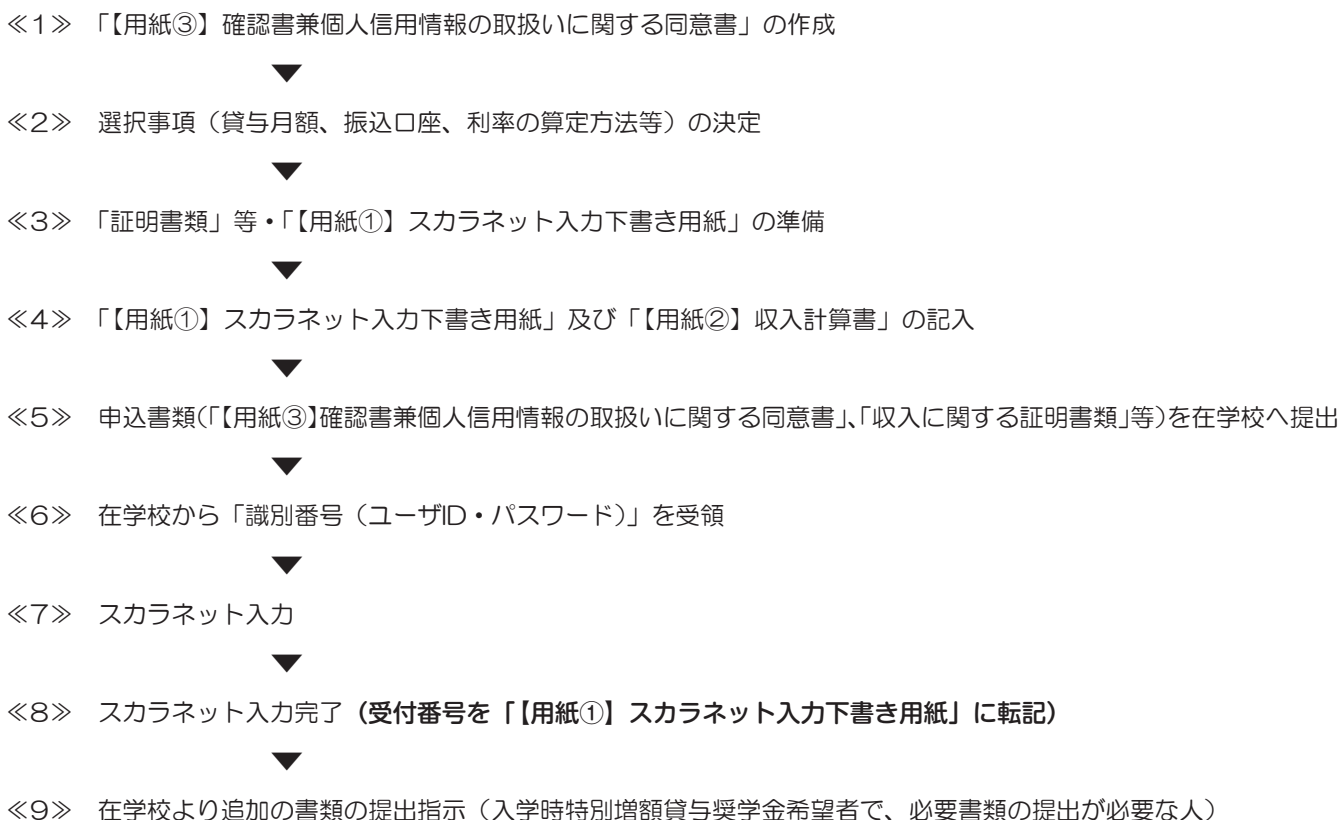 ≪1≫ 「【用紙③】確認書兼個人信用情報の取扱いに関する同意書」の作成
▼
≪2≫ 選択事項（貸与月額、振込口座、利率の算定方法等）の決定
▼
≪3≫ 「証明書類」等・「【用紙①】スカラネット入力下書き用紙」の準備
▼
≪4≫ 「【用紙①】スカラネット入力下書き用紙」及び「【用紙②】収入計算書」の記入
▼
≪5≫ 申込書類（「【用紙③】確認書兼個人信用情報の取扱いに関する同意書」、「収入に関する証明書類」等）を在学校へ提出
▼
≪6≫ 在学校から「識別番号（ユーザID・パスワード）」を受領
▼
≪7≫ スカラネット入力
▼
≪8≫ スカラネット入力完了（受付番号を「【用紙①】スカラネット入力下書き用紙」に転記）
▼
≪9≫ 在学校より追加の書類の提出指示（入学時特別増額貸与奨学金希望者で、必要書類の提出が必要な人）